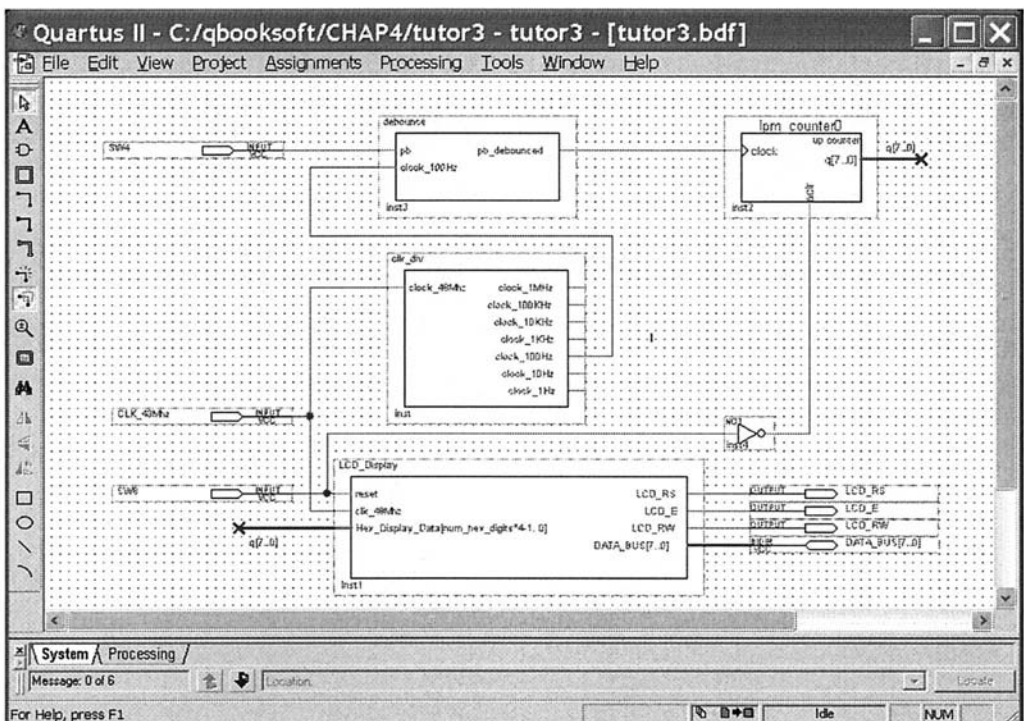 Quartus II - C:/qbooksoft/CHAP4/tutor3 - tutor3 - [tutor3.bdf]
File Edit View Project Assignments Processing Tools Window Help
debounce
SW4 INPUT VCC
pb pb_debounced
clock_100Hz
inst3
lpm_counter0
up counter
clock
q[7..0]
q[7..0]
inst2
clk_div
clock_48Mhz clock_1MHz
clock_100KHz
clock_10KHz
clock_1KHz
clock_100Hz
clock_10Hz
clock_1Hz
inst
CLK_48Mhz INPUT VCC
LCD_Display
SW8 INPUT VCC
reset LCD_RS OUTPUT LCD_RS
clk_48Mhz LCD_E OUTPUT LCD_E
Hex_Display_Data[num_hex_digits*4-1..0] LCD_RW OUTPUT LCD_RW
q[7..0]
DATA_BUS[7..0] DATA_BUS[7..0]
inst1
System Processing
Message: 0 of 6 Location: Locate
For Help, press F1 Idle NUM